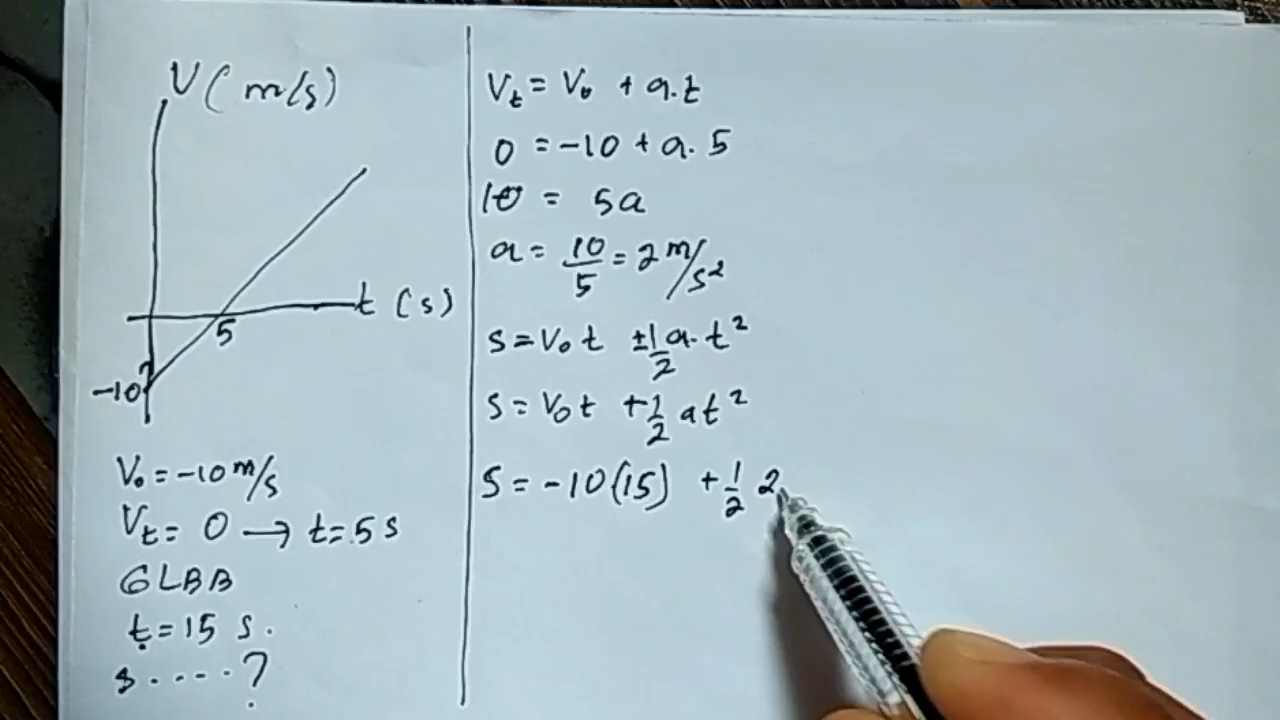 V (m/s)
t (s)
5
-10
V₀ = -10 m/s
Vₜ = 0 → t = 5 s
GLBB
t = 15 s.
s ....?
Vₜ = V₀ + a.t
0 = -10 + a. 5
10 = 5a
a = 10/5 = 2 m/s²
s = V₀ t ± 1/2 a. t²
s = V₀ t + 1/2 at²
S = -10(15) + 1/2 2